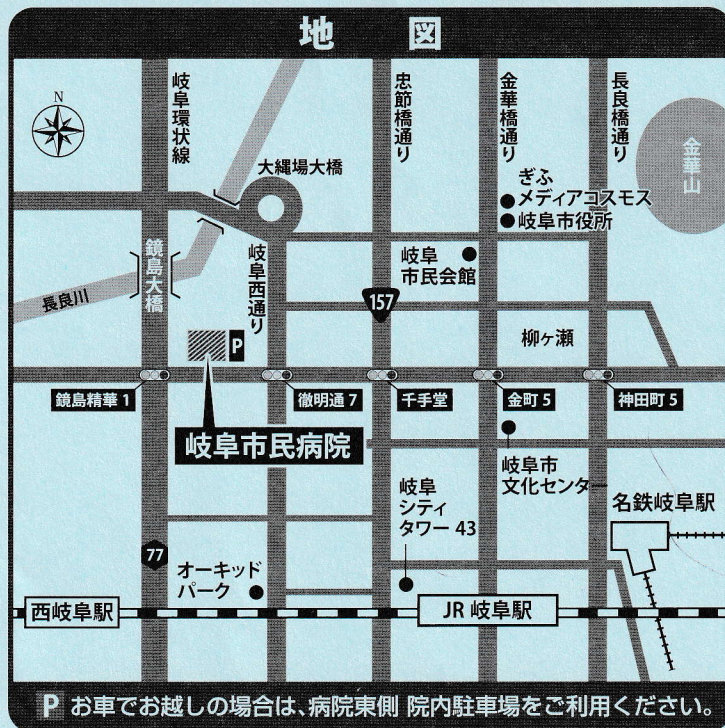 地 図
N
岐阜環状線
忠節橋通り
金華橋通り
長良橋通り
金華山
大縄場大橋
ぎふ
メディアコスモス
岐阜市役所
鏡島大橋
岐阜西通り
岐阜
市民会館
長良川
157
柳ヶ瀬
P
鏡島精華1
徹明通7
千手堂
金町5
神田町5
岐阜市民病院
岐阜市
文化センター
岐阜
シティ
タワー43
名鉄岐阜駅
77
オーキッド
パーク
西岐阜駅
JR岐阜駅
P お車でお越しの場合は、病院東側 院内駐車場をご利用ください。